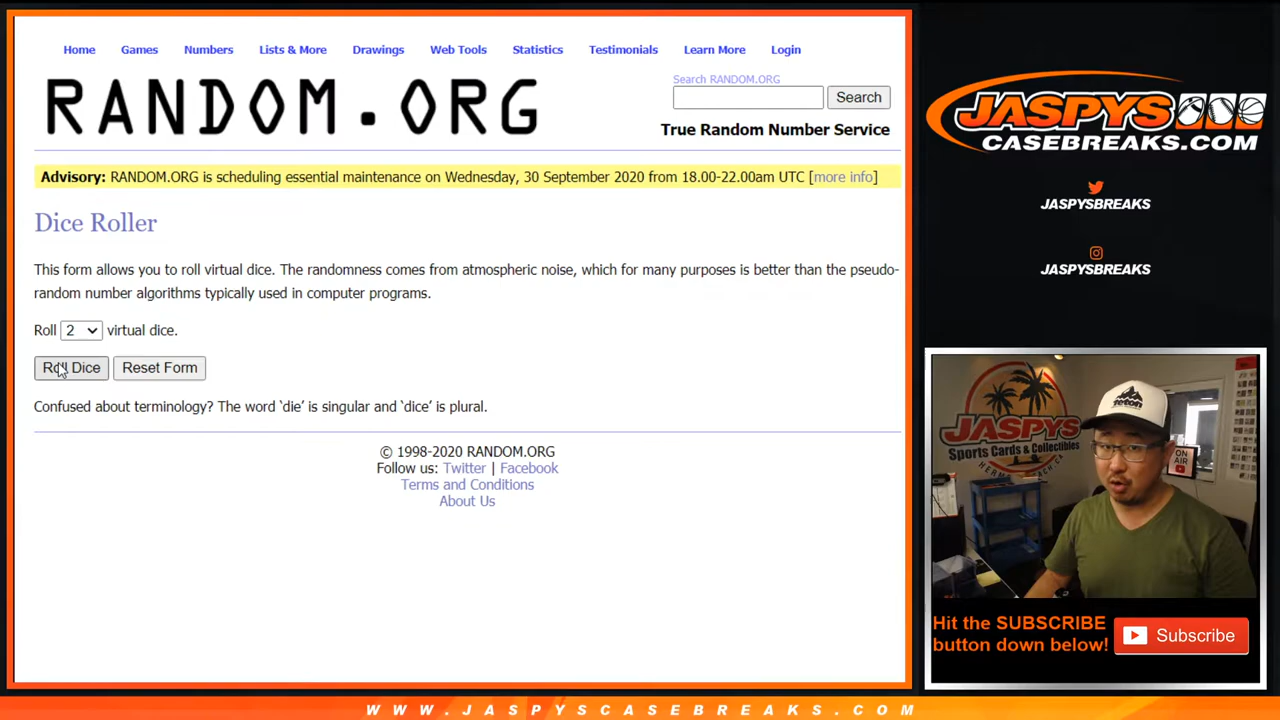 Home Games Numbers Lists & More Drawings Web Tools Statistics Testimonials Learn More Login
RANDOM.ORG
Search RANDOM.ORG
Search
True Random Number Service
Advisory: RANDOM.ORG is scheduling essential maintenance on Wednesday, 30 September 2020 from 18.00-22.00am UTC [more info]
Dice Roller
This form allows you to roll virtual dice. The randomness comes from atmospheric noise, which for many purposes is better than the pseudo-
random number algorithms typically used in computer programs.
Roll 2 virtual dice.
Roll Dice Reset Form
Confused about terminology? The word ‘die’ is singular and ‘dice’ is plural.
© 1998-2020 RANDOM.ORG
Follow us: Twitter | Facebook
Terms and Conditions
About Us
JASPYS
CASEBREAKS.COM
JASPYSBREAKS
JASPYSBREAKS
JASPYS
Sports Cards & Collectibles
TETON
ON AIR
Hit the SUBSCRIBE
button down below!
Subscribe
WWW.JASPYSCASEBREAKS.COM